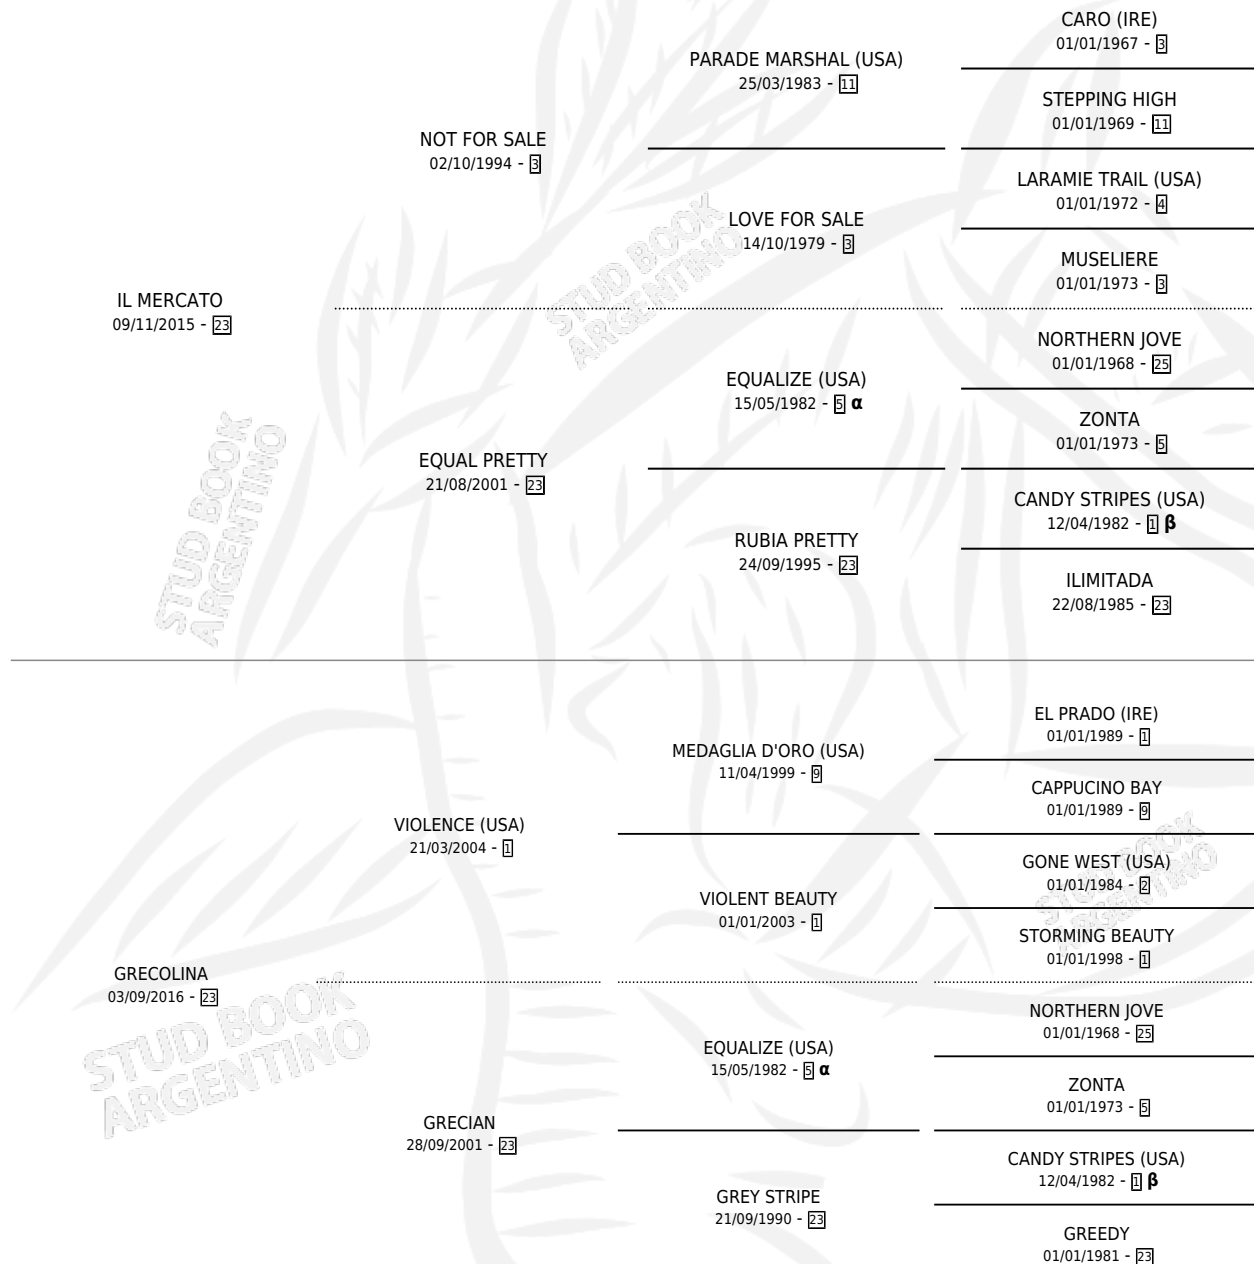 CARO (IRE)
01/01/1967 - 3
PARADE MARSHAL (USA)
25/03/1983 - 11
STEPPING HIGH
01/01/1969 - 11
NOT FOR SALE
02/10/1994 - 3
LARAMIE TRAIL (USA)
01/01/1972 - 4
LOVE FOR SALE
14/10/1979 - 3
MUSELIERE
01/01/1973 - 3
IL MERCATO
09/11/2015 - 23
NORTHERN JOVE
01/01/1968 - 25
EQUALIZE (USA)
15/05/1982 - 5 α
ZONTA
01/01/1973 - 5
EQUAL PRETTY
21/08/2001 - 23
CANDY STRIPES (USA)
12/04/1982 - 1 β
RUBIA PRETTY
24/09/1995 - 23
ILIMITADA
22/08/1985 - 23
EL PRADO (IRE)
01/01/1989 - 1
MEDAGLIA D'ORO (USA)
11/04/1999 - 9
CAPPUCINO BAY
01/01/1989 - 9
VIOLENCE (USA)
21/03/2004 - 1
GONE WEST (USA)
01/01/1984 - 2
VIOLENT BEAUTY
01/01/2003 - 1
STORMING BEAUTY
01/01/1998 - 1
GRECOLINA
03/09/2016 - 23
NORTHERN JOVE
01/01/1968 - 25
EQUALIZE (USA)
15/05/1982 - 5 α
ZONTA
01/01/1973 - 5
GRECIAN
28/09/2001 - 23
CANDY STRIPES (USA)
12/04/1982 - 1 β
GREY STRIPE
21/09/1990 - 23
GREEDY
01/01/1981 - 23
STUD BOOK
ARGENTINO
STUD BOOK
ARGENTINO
STUD BOOK
ARGENTINO
STUD BOOK
ARGENTINO